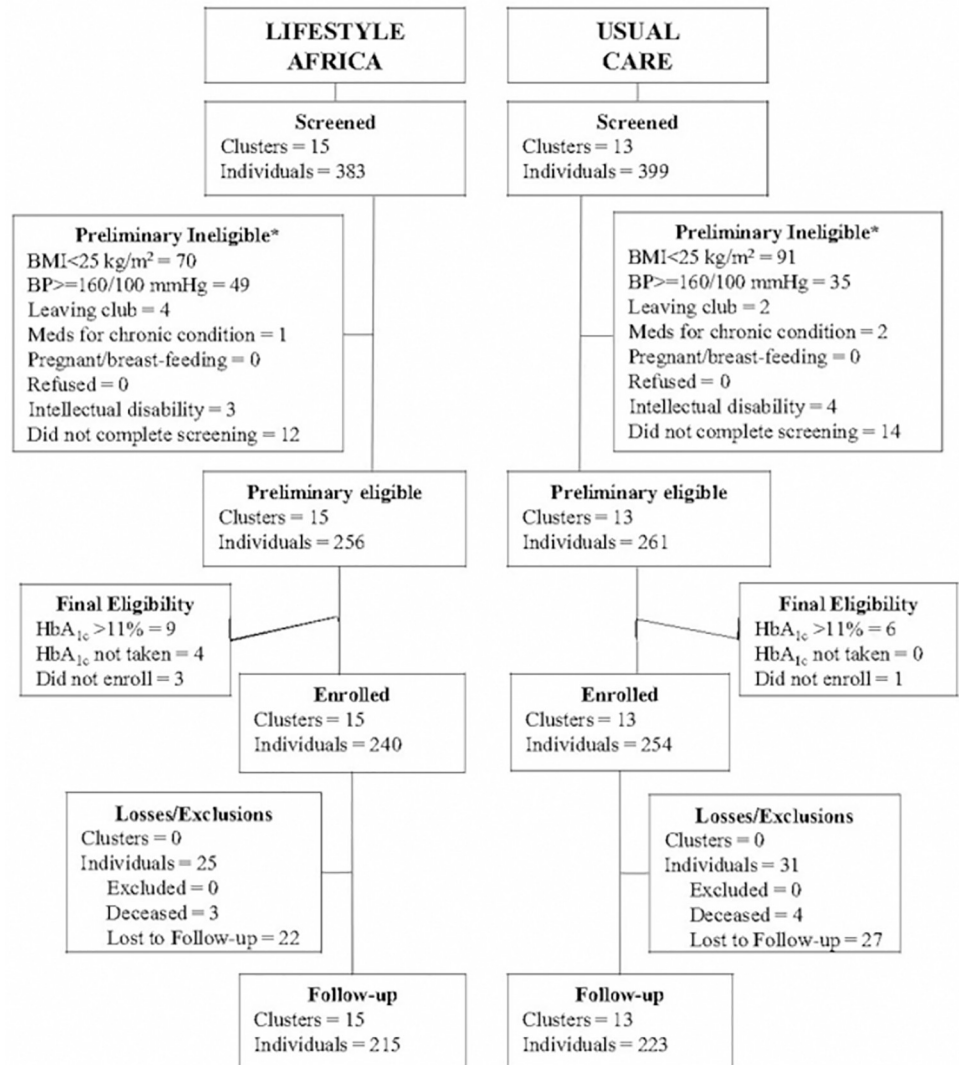 LIFESTYLE
AFRICA
Screened
Clusters = 15
Individuals = 383
Preliminary Ineligible*
BMI<25 kg/m² = 70
BP>=160/100 mmHg = 49
Leaving club = 4
Meds for chronic condition = 1
Pregnant/breast-feeding = 0
Refused = 0
Intellectual disability = 3
Did not complete screening = 12
Preliminary eligible
Clusters = 15
Individuals = 256
Final Eligibility
HbA1c >11% = 9
HbA1c not taken = 4
Did not enroll = 3
Enrolled
Clusters = 15
Individuals = 240
Losses/Exclusions
Clusters = 0
Individuals = 25
Excluded = 0
Deceased = 3
Lost to Follow-up = 22
Follow-up
Clusters = 15
Individuals = 215
USUAL
CARE
Screened
Clusters = 13
Individuals = 399
Preliminary Ineligible*
BMI<25 kg/m² = 91
BP>=160/100 mmHg = 35
Leaving club = 2
Meds for chronic condition = 2
Pregnant/breast-feeding = 0
Refused = 0
Intellectual disability = 4
Did not complete screening = 14
Preliminary eligible
Clusters = 13
Individuals = 261
Final Eligibility
HbA1c >11% = 6
HbA1c not taken = 0
Did not enroll = 1
Enrolled
Clusters = 13
Individuals = 254
Losses/Exclusions
Clusters = 0
Individuals = 31
Excluded = 0
Deceased = 4
Lost to Follow-up = 27
Follow-up
Clusters = 13
Individuals = 223